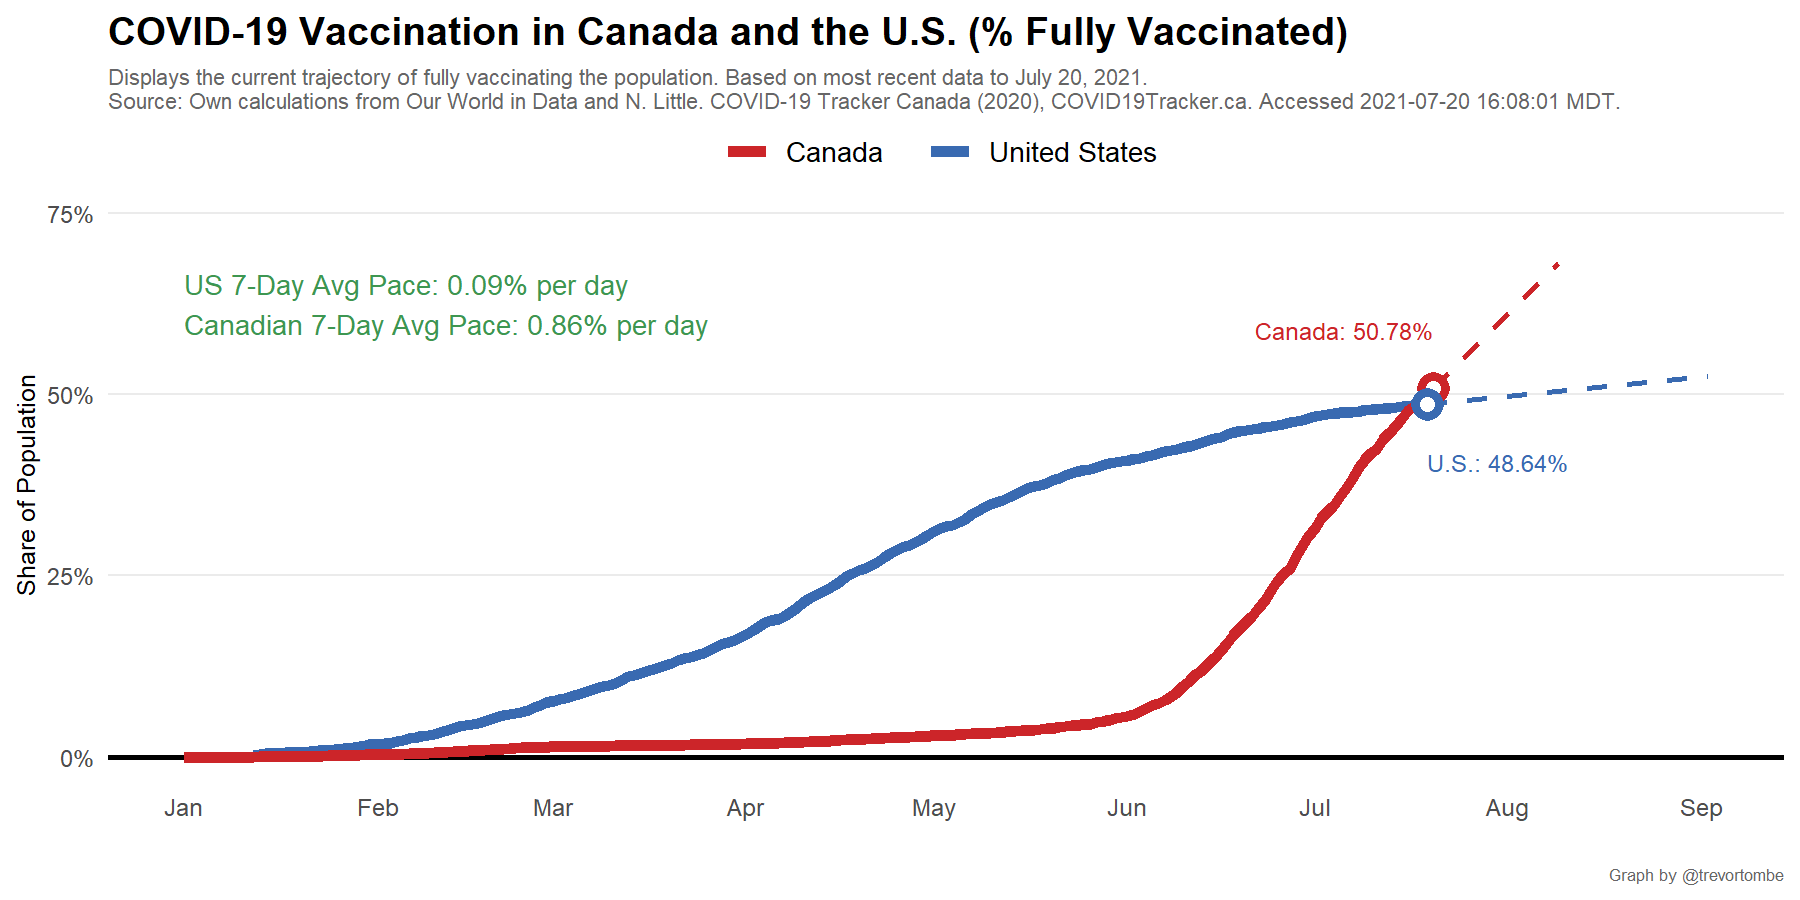 COVID-19 Vaccination in Canada and the U.S. (% Fully Vaccinated)
Displays the current trajectory of fully vaccinating the population. Based on most recent data to July 20, 2021.
Source: Own calculations from Our World in Data and N. Little. COVID-19 Tracker Canada (2020), COVID19Tracker.ca. Accessed 2021-07-20 16:08:01 MDT.
Canada
United States
75%
US 7-Day Avg Pace: 0.09% per day
Canadian 7-Day Avg Pace: 0.86% per day
Canada: 50.78%
50%
U.S.: 48.64%
Share of Population
25%
0%
Jan Feb Mar Apr May Jun Jul Aug Sep
Graph by @trevortombe